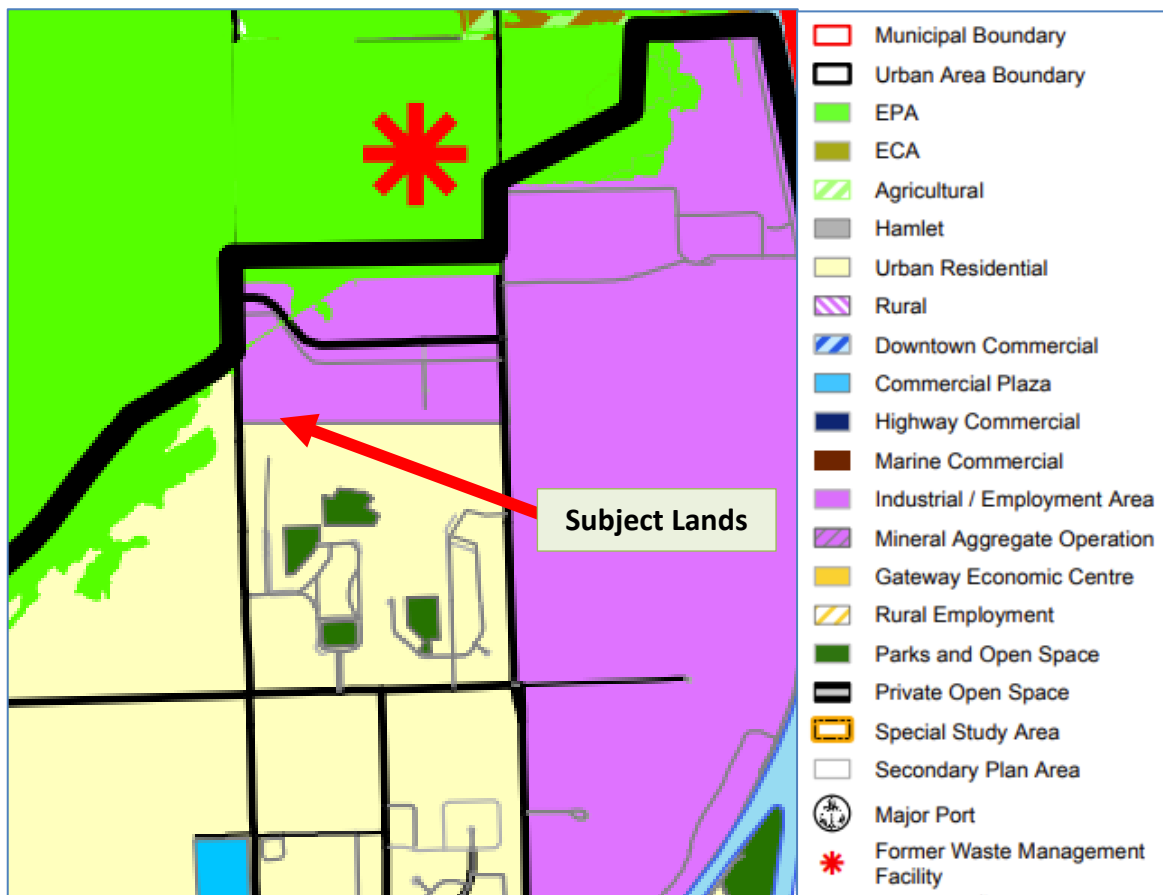 Subject Lands
Municipal Boundary
Urban Area Boundary
EPA
ECA
Agricultural
Hamlet
Urban Residential
Rural
Downtown Commercial
Commercial Plaza
Highway Commercial
Marine Commercial
Industrial / Employment Area
Mineral Aggregate Operation
Gateway Economic Centre
Rural Employment
Parks and Open Space
Private Open Space
Special Study Area
Secondary Plan Area
Major Port
Former Waste Management
Facility